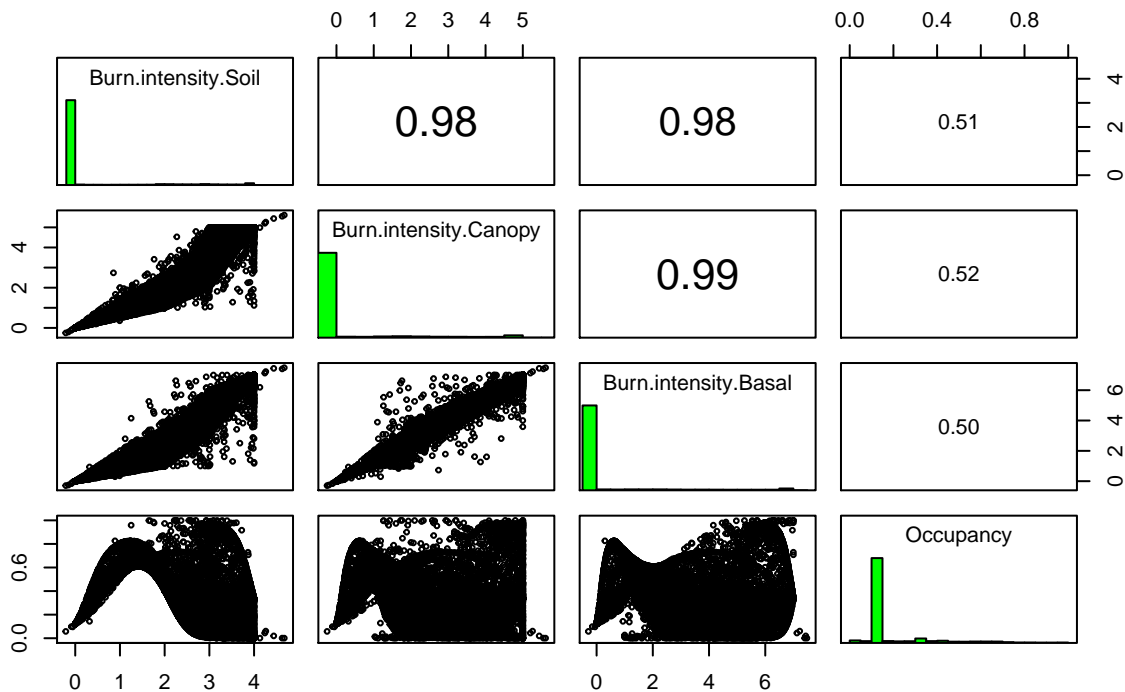 0 1 2 3 4 5
0.0 0.4 0.8
Burn.intensity.Soil
0.98
0.98
0.51
0 2 4
0 2 4
Burn.intensity.Canopy
0.99
0.52
Burn.intensity.Basal
0.50
0 2 4 6
0.0 0.6
Occupancy
0 1 2 3 4
0 2 4 6